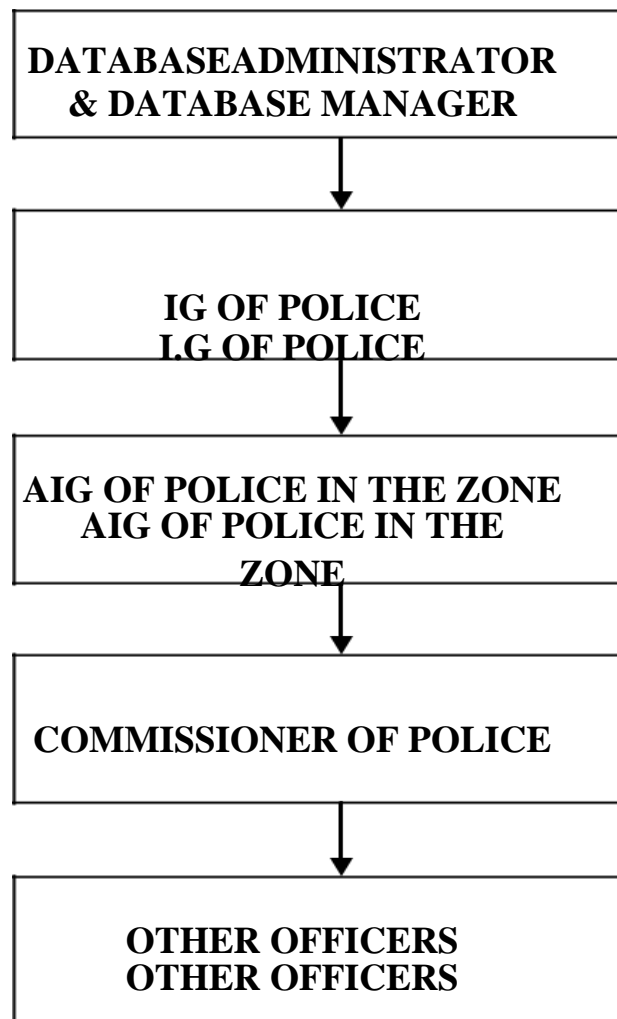 DATABASEADMINISTRATOR
& DATABASE MANAGER
IG OF POLICE
I.G OF POLICE
AIG OF POLICE IN THE ZONE
AIG OF POLICE IN THE
ZONE
COMMISSIONER OF POLICE
OTHER OFFICERS
OTHER OFFICERS